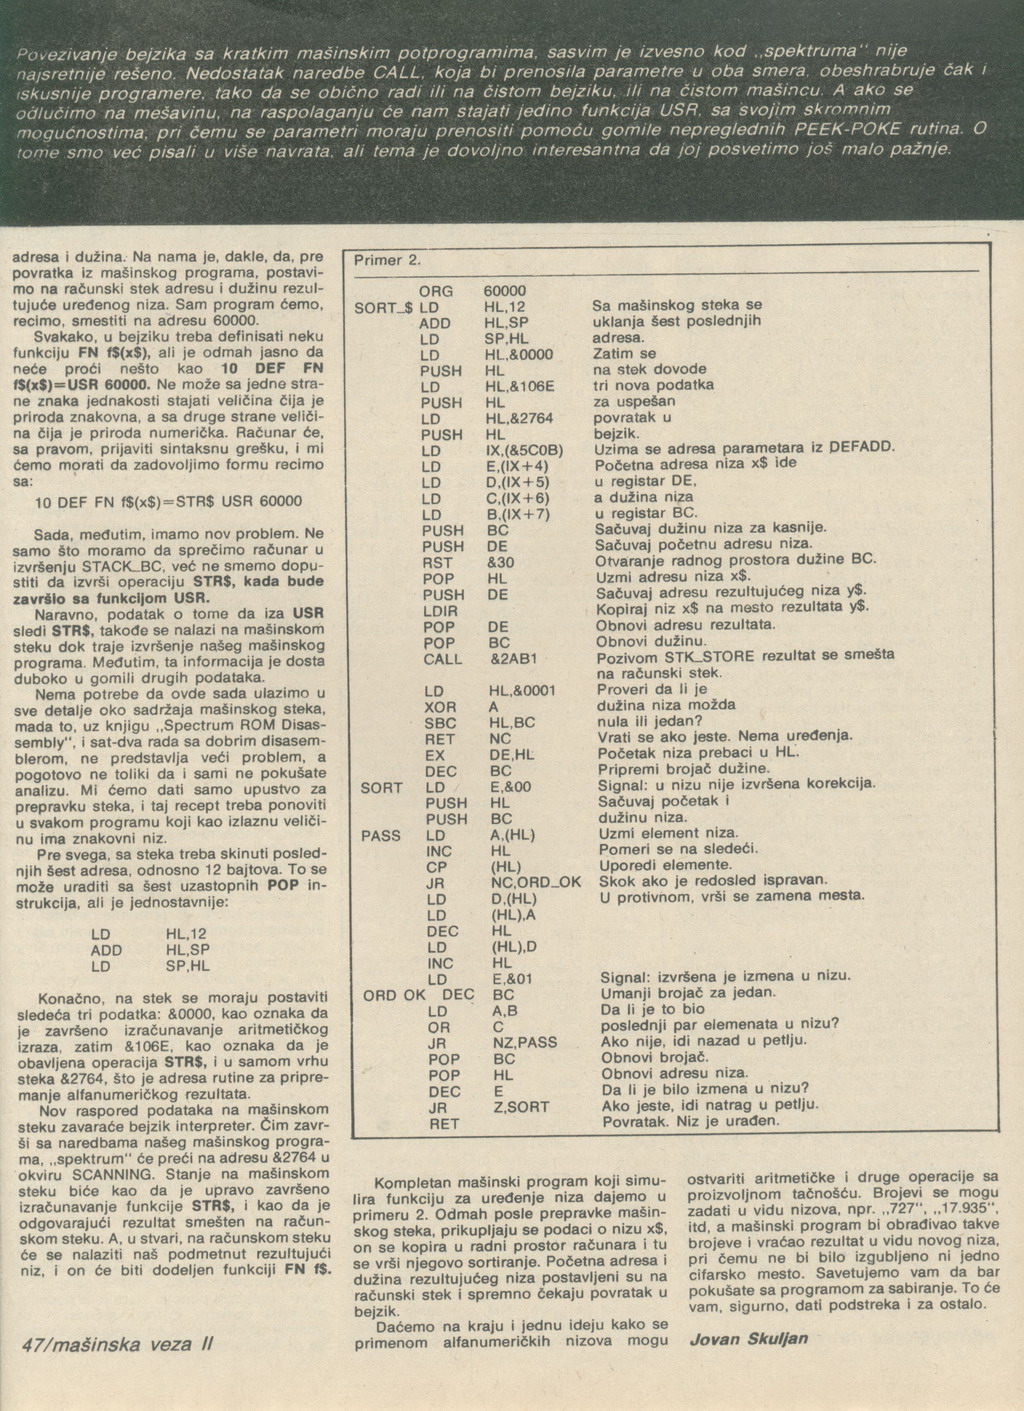 Povezivanje bejzika sa kratkim mašinskim potprogramima, sasvim je izvesno kod „spektruma“ nije
najsretnije rešeno. Nedostatak naredbe CALL, koja bi prenosila parametre u oba smera, obeshrabruje čak i
iskusnije programere, tako da se obično radi ili na čistom bejziku, ili na čistom mašincu. A ako se
odlučimo na mešavinu, na raspolaganju će nam stajati jedino funkcija USR, sa svojim skromnim
mogućnostima, pri čemu se parametri moraju prenositi pomoću gomile nepreglednih PEEK-POKE rutina. O
tome smo već pisali u više navrata, ali tema je dovoljno interesantna da joj posvetimo još malo pažnje.
adresa i dužina. Na nama je, dakle, da, pre
povratka iz mašinskog programa, postavi-
mo na računski stek adresu i dužinu rezul-
tujuće uređenog niza. Sam program ćemo,
recimo, smestiti na adresu 60000.
Svakako, u bejziku treba definisati neku
funkciju FN f$(x$), ali je odmah jasno da
neće proći nešto kao 10 DEF FN
f$(x$)=USR 60000. Ne može sa jedne stra-
ne znaka jednakosti stajati veličina čija je
priroda znakovna, a sa druge strane veliči-
na čija je priroda numerička. Računar će,
sa pravom, prijaviti sintaksnu grešku, i mi
ćemo morati da zadovoljimo formu recimo
sa:
10 DEF FN f$(x$)=STR$ USR 60000
Sada, međutim, imamo nov problem. Ne
samo što moramo da sprečimo računar u
izvršenju STACK_BC, već ne smemo dopu-
stiti da izvrši operaciju STR$, kada bude
završlo sa funkcijom USR.
Naravno, podatak o tome da iza USR
sledi STR$, takođe se nalazi na mašinskom
steku dok traje izvršenje našeg mašinskog
programa. Međutim, ta informacija je dosta
duboko u gomili drugih podataka.
Nema potrebe da ovde sada ulazimo u
sve detalje oko sadržaja mašinskog steka,
mada to, uz knjigu „Spectrum ROM Disas-
sembly“, i sat-dva rada sa dobrim disasem-
blerom, ne predstavlja veći problem, a
pogotovo ne toliki da i sami ne pokušate
analizu. Mi ćemo dati samo upustvo za
prepravku steka, i taj recept treba ponoviti
u svakom programu koji kao izlaznu veliči-
nu ima znakovni niz.
Pre svega, sa steka treba skinuti posled-
njih šest adresa, odnosno 12 bajtova. To se
može uraditi sa šest uzastopnih POP in-
strukcija, ali je jednostavnije:
LD HL,12
ADD HL,SP
LD SP,HL
Konačno, na stek se moraju postaviti
sledeća tri podatka: &0000, kao oznaka da
je završeno izračunavanje aritmetičkog
izraza, zatim &106E, kao oznaka da je
obavljena operacija STR$, i u samom vrhu
steka &2764, što je adresa rutine za pripre-
manje alfanumeričkog rezultata.
Nov raspored podataka na mašinskom
steku zavaraće bejzik interpreter. Čim zavr-
ši sa naredbama našeg mašinskog progra-
ma, „spektrum“ će preći na adresu &2764 u
okviru SCANNING. Stanje na mašinskom
steku biće kao da je upravo završeno
izračunavanje funkcije STR$, i kao da je
odgovarajući rezultat smešten na račun-
skom steku. A, u stvari, na računskom steku
će se nalaziti naš podmetnut rezultujući
niz, i on će biti dodeljen funkciji FN f$.
Primer 2.
ORG 60000
SORT_$ LD HL,12 Sa mašinskog steka se
ADD HL,SP uklanja šest poslednjih
LD SP,HL adresa.
LD HL,&0000 Zatim se
PUSH HL na stek dovode
LD HL,&106E tri nova podatka
PUSH HL za uspešan
LD HL,&2764 povratak u
PUSH HL bejzik.
LD IX,(&5C0B) Uzima se adresa parametara iz DEFADD.
LD E,(IX+4) Početna adresa niza x$ ide
LD D,(IX+5) u registar DE,
LD C,(IX+6) a dužina niza
LD B,(IX+7) u registar BC.
PUSH BC Sačuvaj dužinu niza za kasnije.
PUSH DE Sačuvaj početnu adresu niza.
RST &30 Otvaranje radnog prostora dužine BC.
POP HL Uzmi adresu niza x$.
PUSH DE Sačuvaj adresu rezultujućeg niza y$.
LDIR Kopiraj niz x$ na mesto rezultata y$.
POP DE Obnovi adresu rezultata.
POP BC Obnovi dužinu.
CALL &2AB1 Pozivom STK_STORE rezultat se smešta
na računski stek.
LD HL,&0001 Proveri da li je
XOR A dužina niza možda
SBC HL,BC nula ili jedan?
RET NC Vrati se ako jeste. Nema uređenja.
EX DE,HL Početak niza prebaci u HL.
DEC BC Pripremi brojač dužine.
SORT LD E,&00 Signal: u nizu nije izvršena korekcija.
PUSH HL Sačuvaj početak i
PUSH BC dužinu niza.
PASS LD A,(HL) Uzmi element niza.
INC HL Pomeri se na sledeći.
CP (HL) Uporedi elemente.
JR NC,ORD_OK Skok ako je redosled ispravan.
LD D,(HL) U protivnom, vrši se zamena mesta.
LD (HL),A
DEC HL
LD (HL),D
INC HL
LD E,&01 Signal: izvršena je izmena u nizu.
ORD OK DEC BC Umanji brojač za jedan.
LD A,B Da li je to bio
OR C poslednji par elemenata u nizu?
JR NZ,PASS Ako nije, idi nazad u petlju.
POP BC Obnovi brojač.
POP HL Obnovi adresu niza.
DEC E Da li je bilo izmena u nizu?
JR Z,SORT Ako jeste, idi natrag u petlju.
RET Povratak. Niz je urađen.
Kompletan mašinski program koji simu-
lira funkciju za uređenje niza dajemo u
primeru 2. Odmah posle prepravke mašin-
skog steka, prikupljaju se podaci o nizu x$,
on se kopira u radni prostor računara i tu
se vrši njegovo sortiranje. Početna adresa i
dužina rezultujućeg niza postavljeni su na
računski stek i spremno čekaju povratak u
bejzik.
Daćemo na kraju i jednu ideju kako se
primenom alfanumeričkih nizova mogu
ostvariti aritmetičke i druge operacije sa
proizvoljnom tačnošću. Brojevi se mogu
zadati u vidu nizova, npr. „727“, „17.935“,
itd, a mašinski program bi obrađivao takve
brojeve i vraćao rezultat u vidu novog niza,
pri čemu ne bi bilo izgubljeno ni jedno
cifarsko mesto. Savetujemo vam da bar
pokušate sa programom za sabiranje. To će
vam, sigurno, dati podstreka i za ostalo.
Jovan Skuljan
47/mašinska veza II